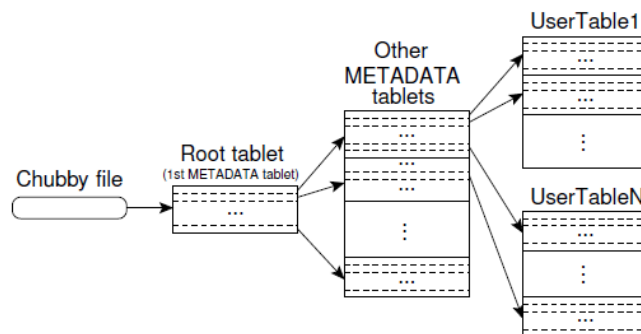 UserTable1
...
...
⋮
Other
METADATA
tablets
...
...
...
⋮
...
Root tablet
(1st METADATA tablet)
...
Chubby file
UserTableN
...
⋮
...